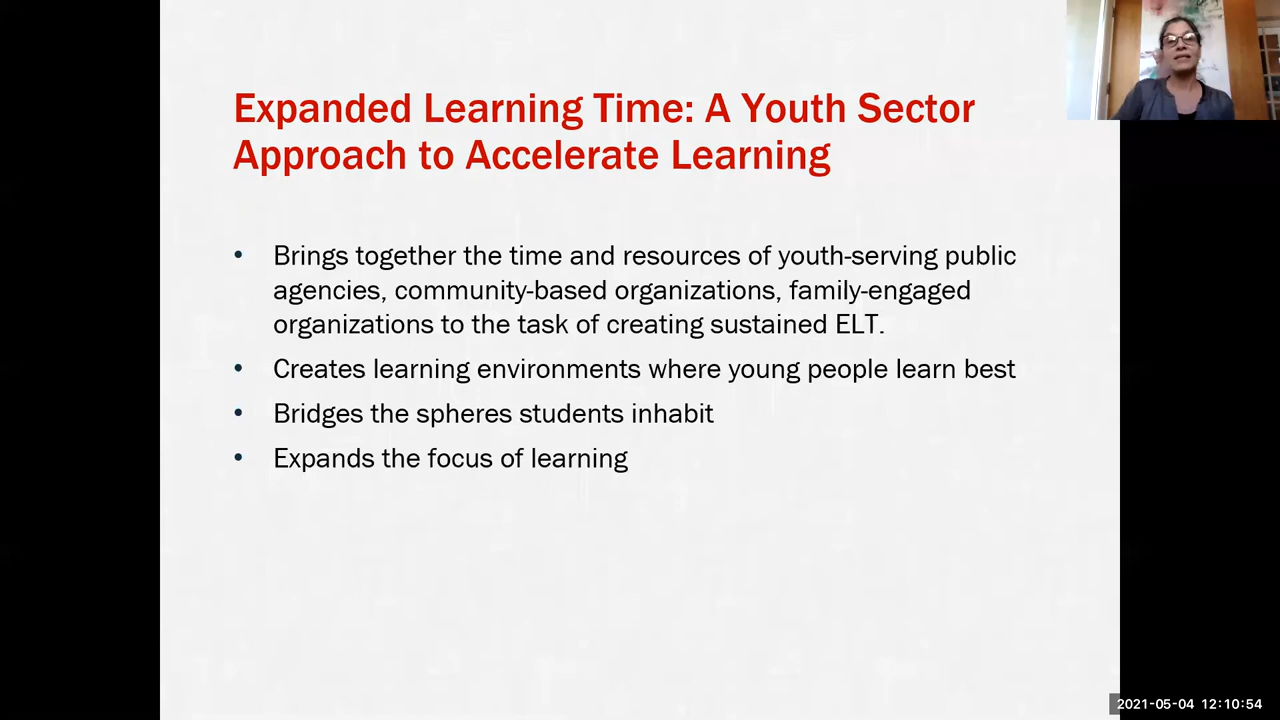 Expanded Learning Time: A Youth Sector
Approach to Accelerate Learning
• Brings together the time and resources of youth-serving public
agencies, community-based organizations, family-engaged
organizations to the task of creating sustained ELT.
• Creates learning environments where young people learn best
• Bridges the spheres students inhabit
• Expands the focus of learning
2021-05-04 12:10:54